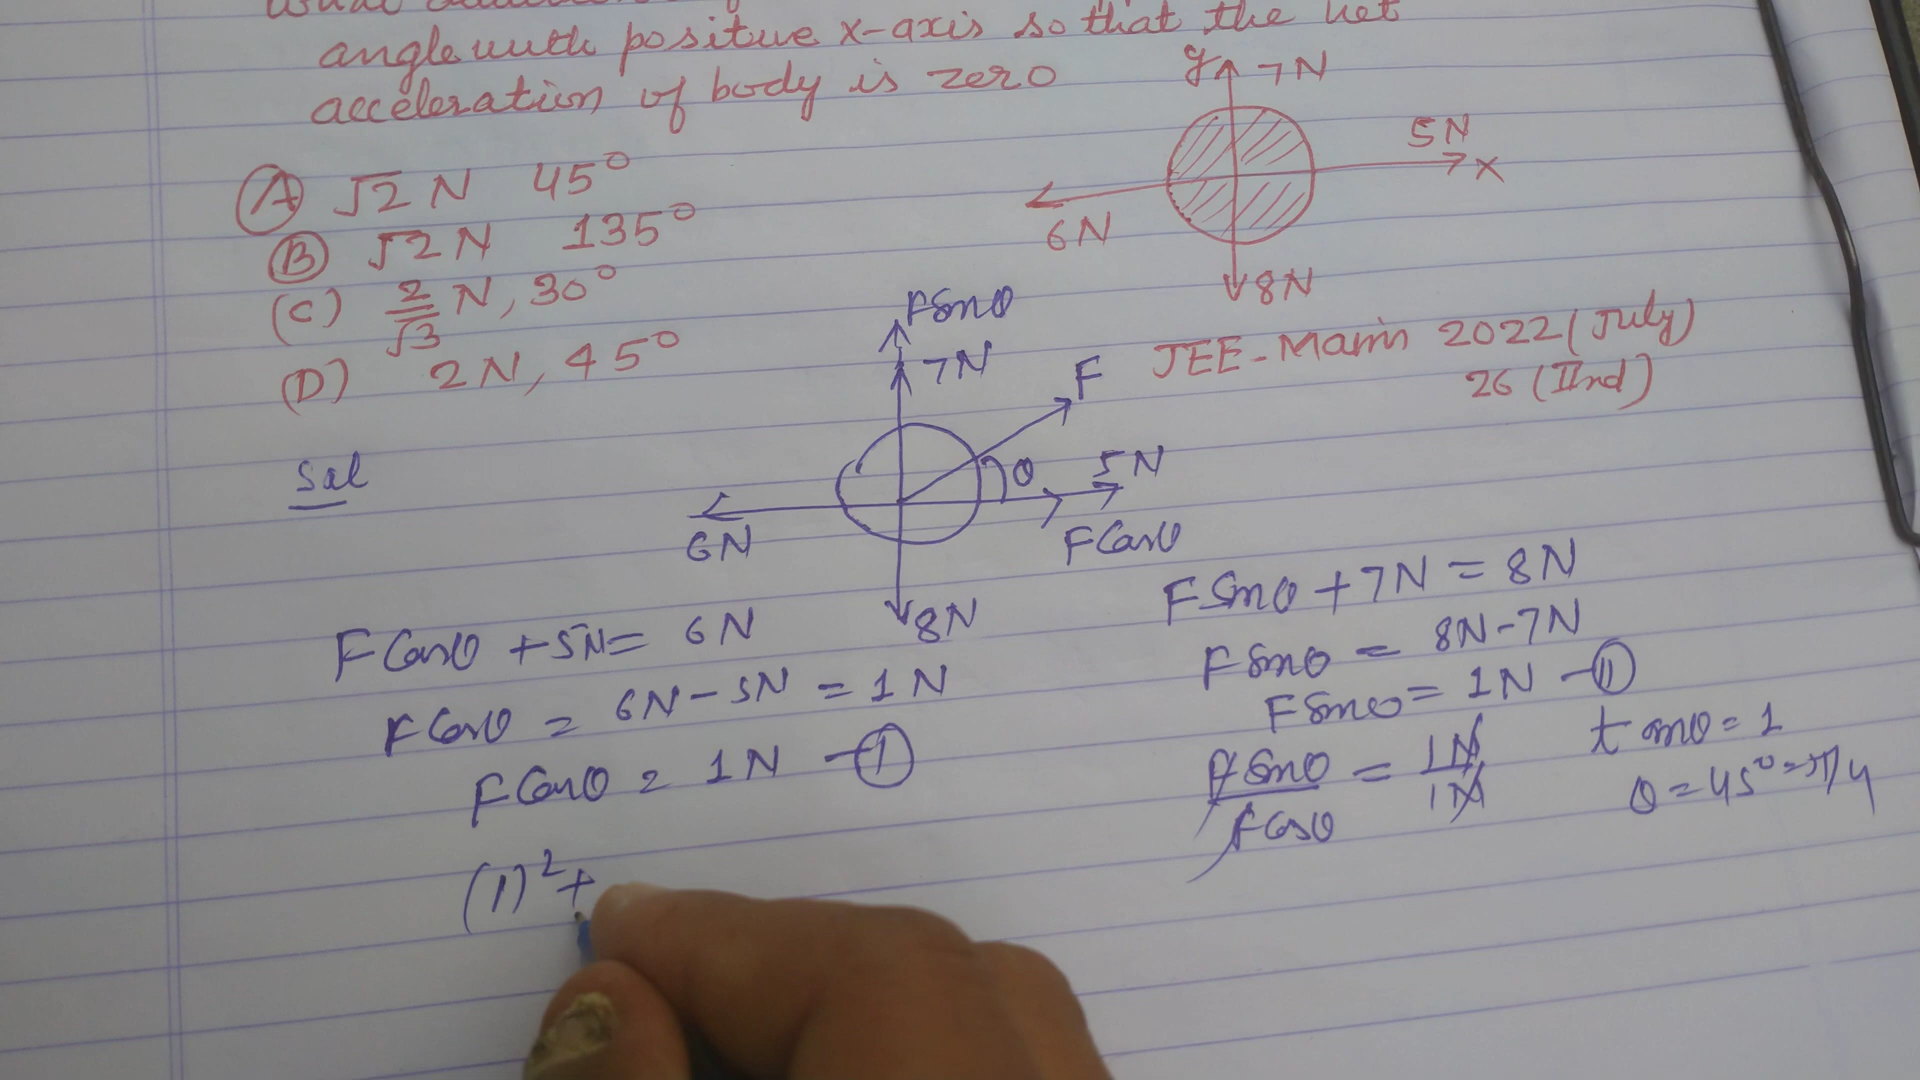 angle with positive x-axis so that the net
acceleration of body is zero
y 7N
5N
x
6N
8N
(A) √2 N 45°
(B) √2 N 135°
(C) 2/√3 N, 30°
(D) 2N, 45°
JEE-Main 2022 (July)
26 (IInd)
Sol
F Sinθ
7N
F
θ
5N
F Cosθ
6N
8N
F Cosθ + 5N = 6N
F Cosθ = 6N - 5N = 1N
F Cosθ = 1N - (I)
F Sinθ + 7N = 8N
F Sinθ = 8N - 7N
F Sinθ = 1N - (II)
F Sinθ / F Cosθ = 1N / 1N
tanθ = 1
θ = 45° = π/4
(1)² +